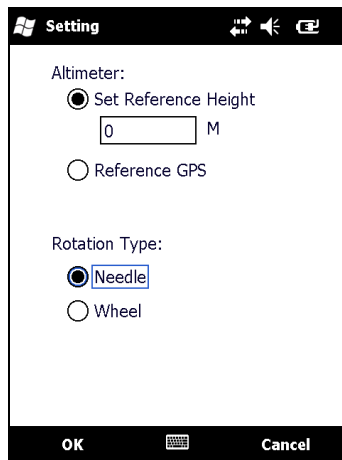 Setting
Altimeter:
Set Reference Height
0 M
Reference GPS
Rotation Type:
Needle
Wheel
OK Cancel